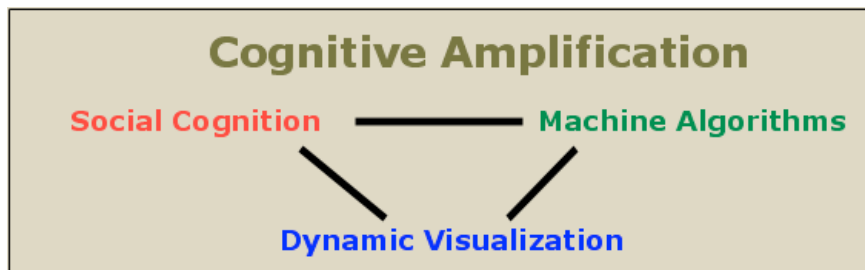 Cognitive Amplification
Social Cognition Machine Algorithms
Dynamic Visualization